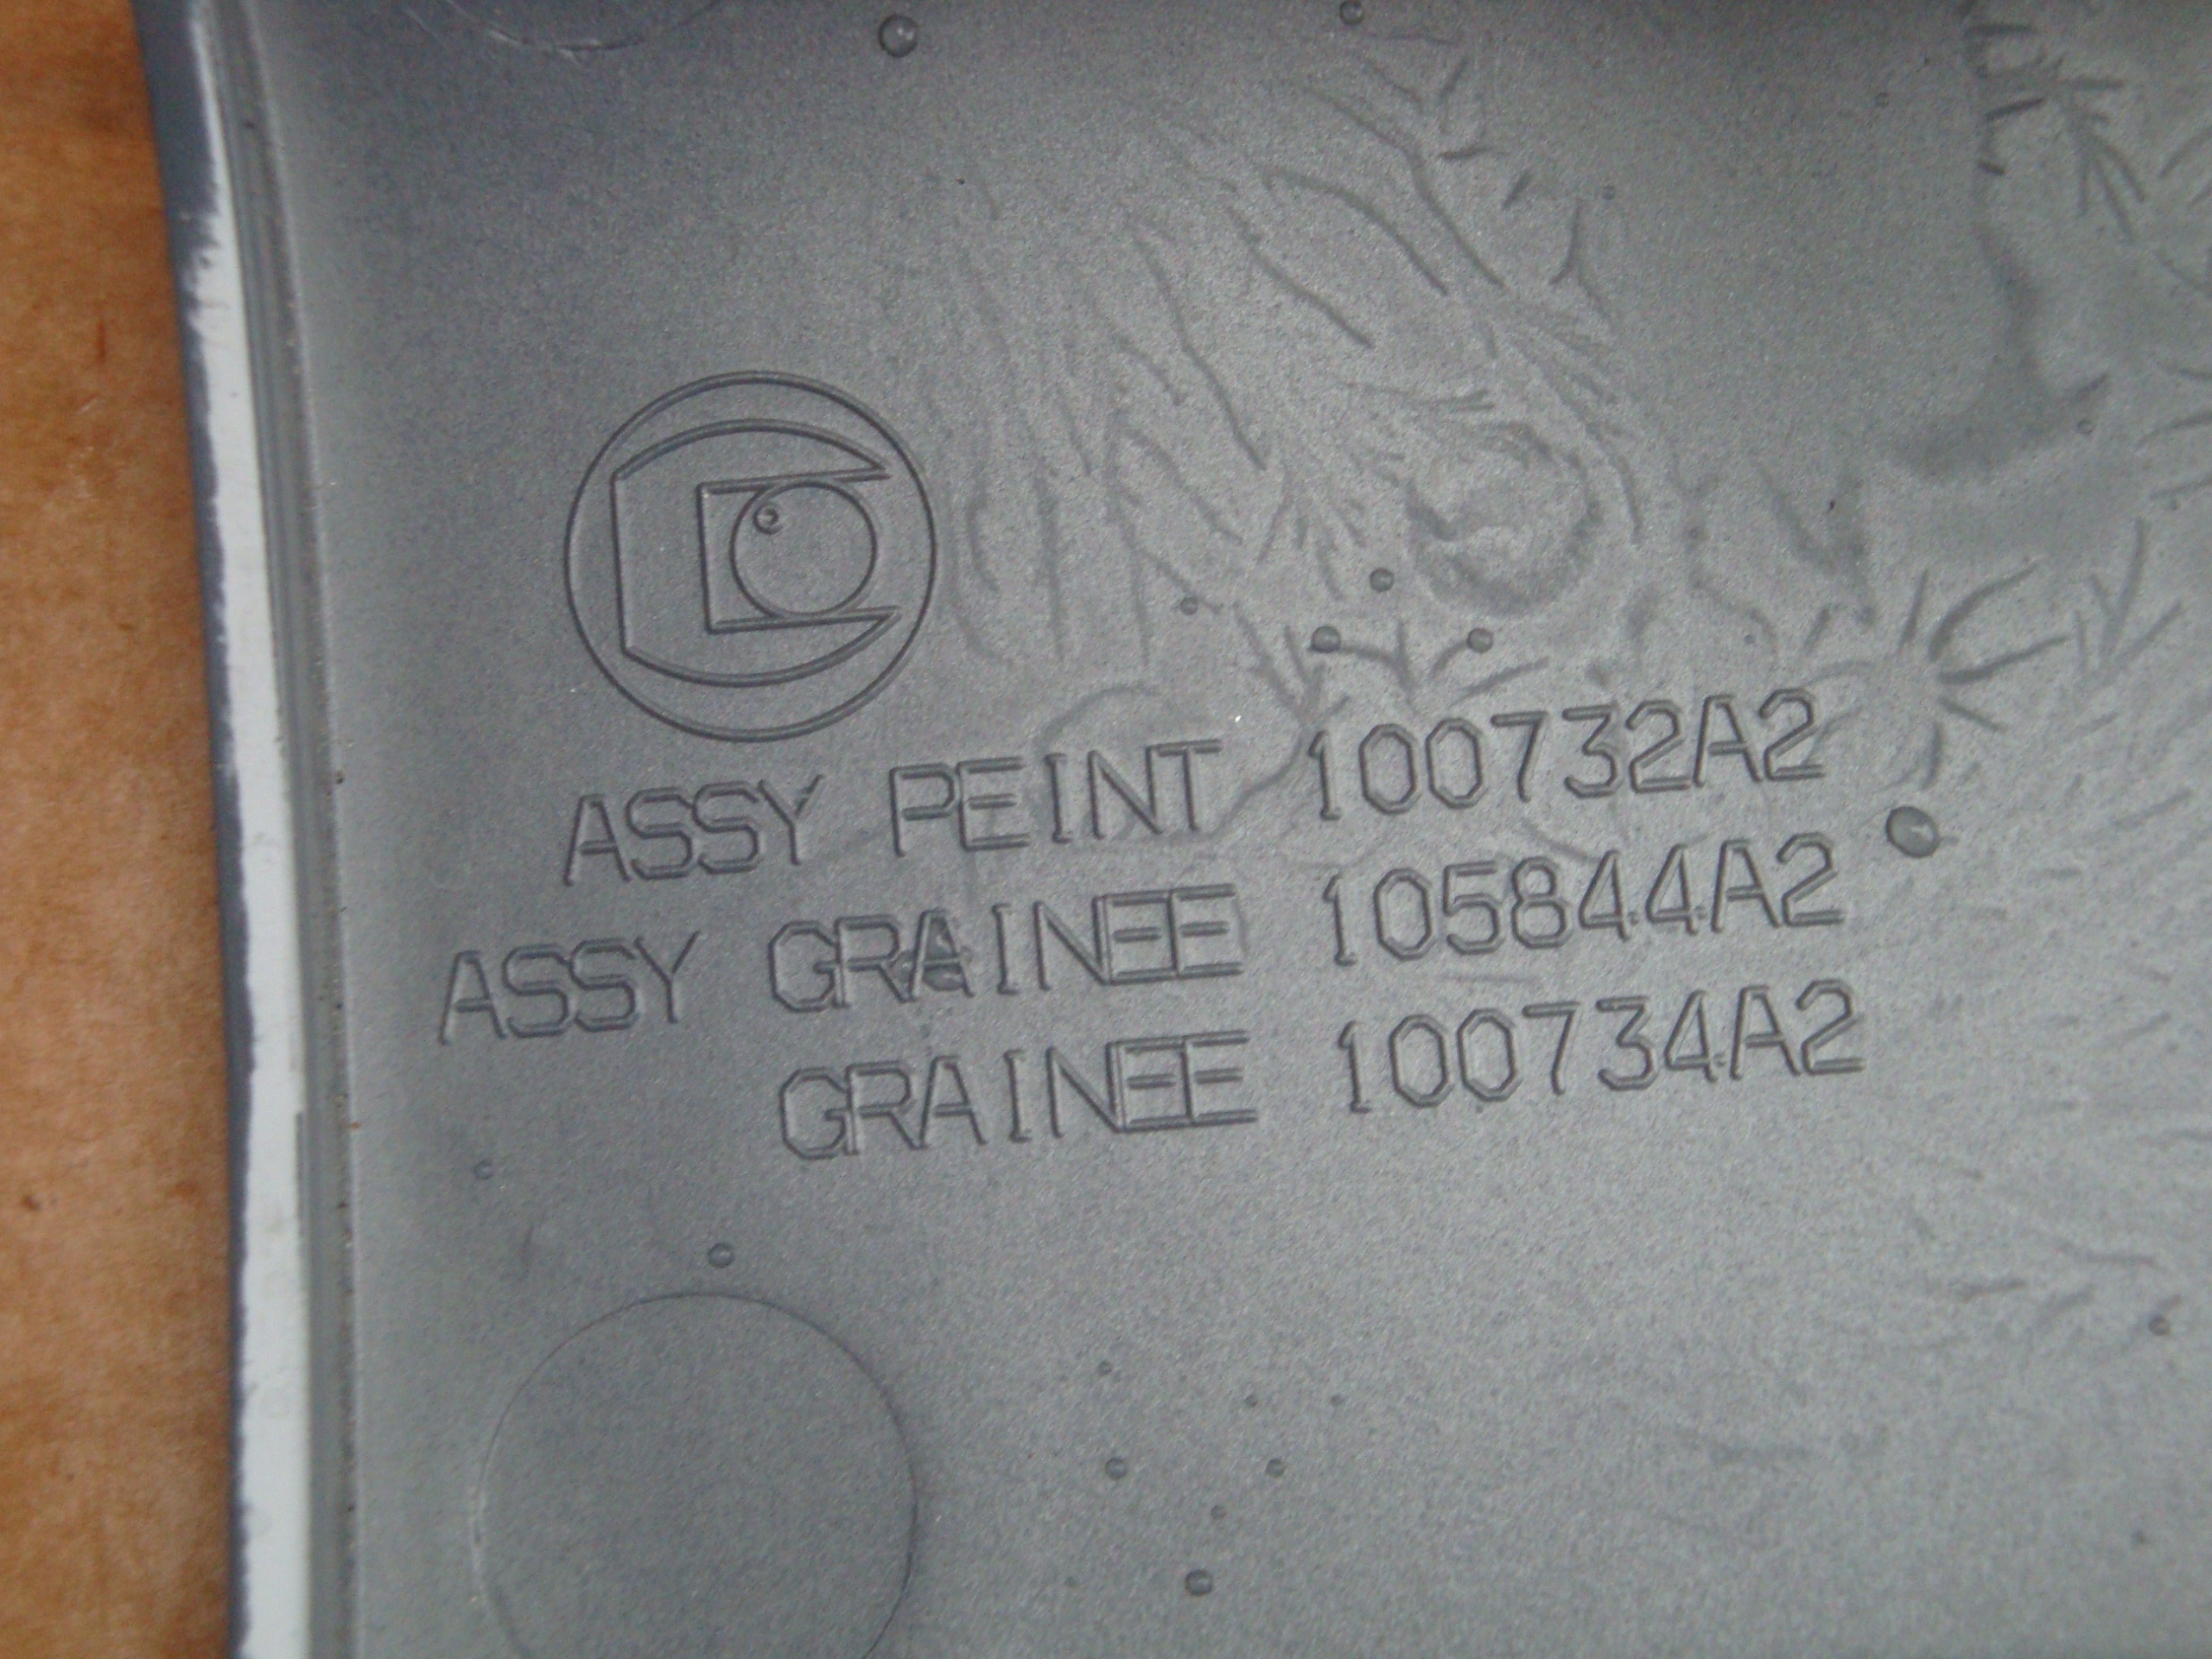 ASSY PEINT 100732A2
ASSY GRAINEE 105844A2
GRAINEE 100734A2